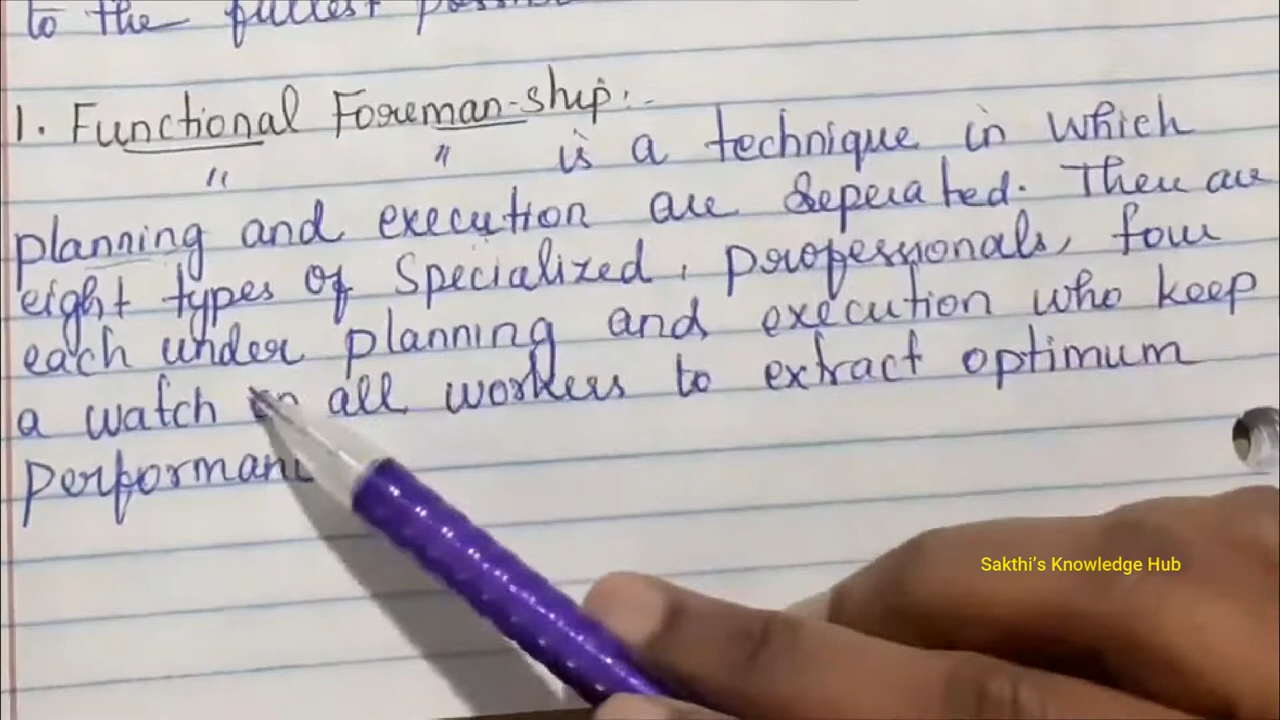 to the fullest
1. Functional Foreman-ship:-
" " is a technique in which
planning and execution are Seperated. There are
eight types of Specialized, professionals, four
each under planning and execution who keep
a watch on all workers to extract optimum
performan
Sakthi's Knowledge Hub